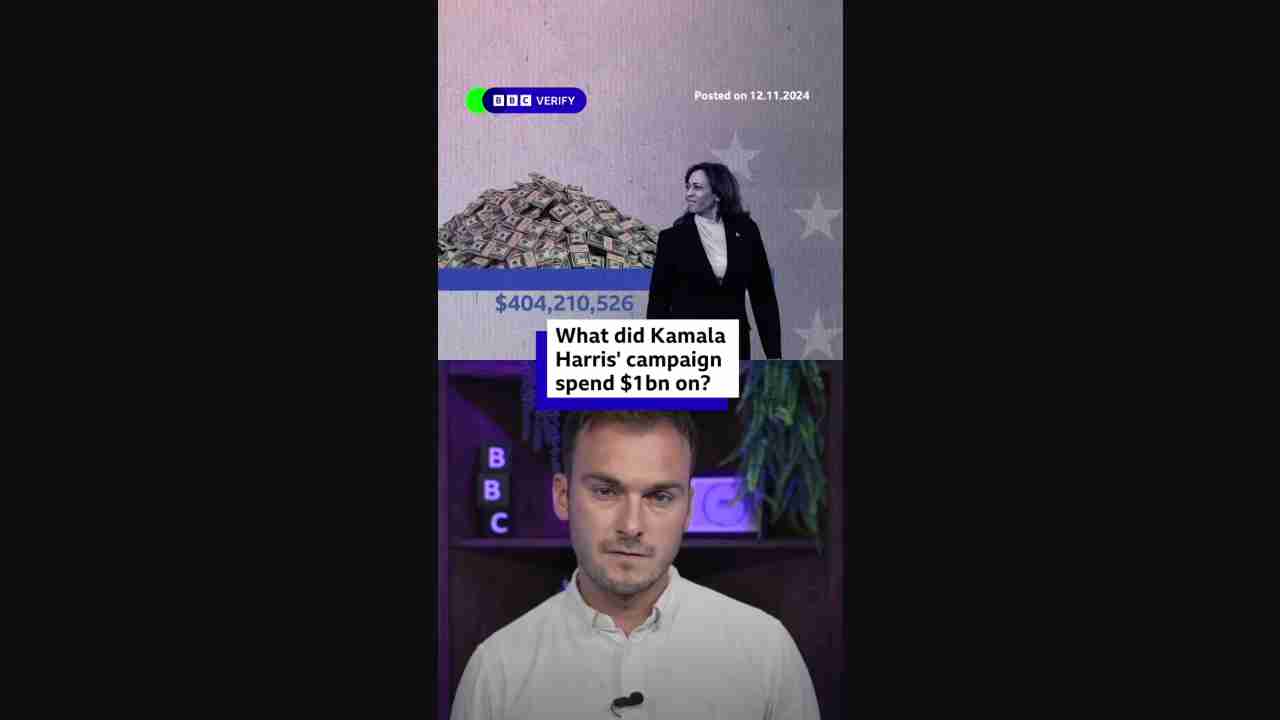 BBC VERIFY
Posted on 12.11.2024
$404,210,526
What did Kamala
Harris' campaign
spend $1bn on?
B
B
C